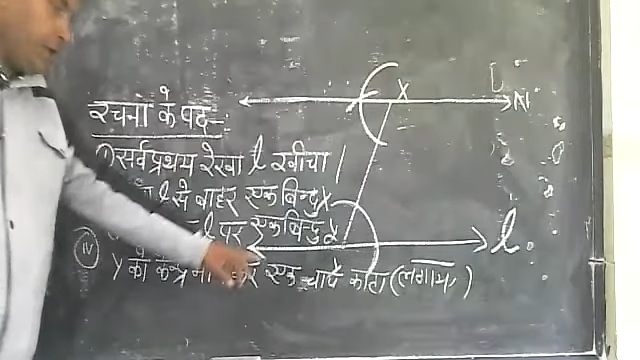 X
रचना के पद:-
सर्वप्रथम रेखा l खींचा |
l से बाहर एक बिन्दु X
l पर एक बिन्दु Y
l
(iv) Y को केन्द्र एक चाप काटा (लगाया)